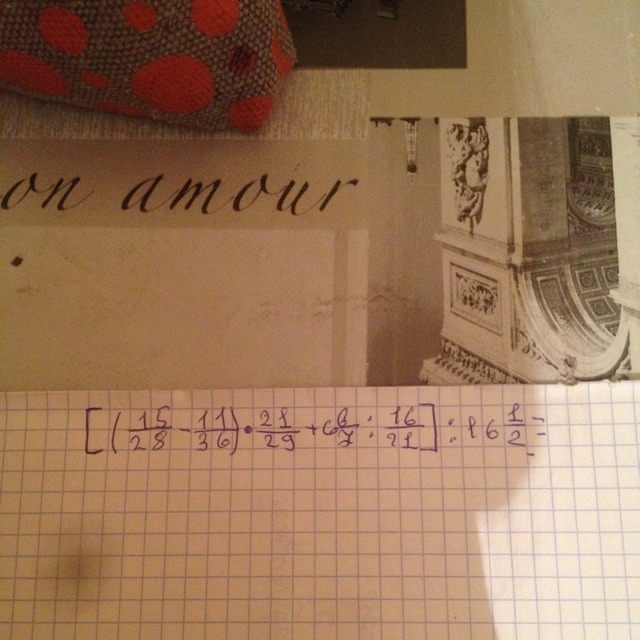 on amour
[(15/28 - 11/36) • 21/29 + 6 6/7 : 16/21] : 16 1/2 =